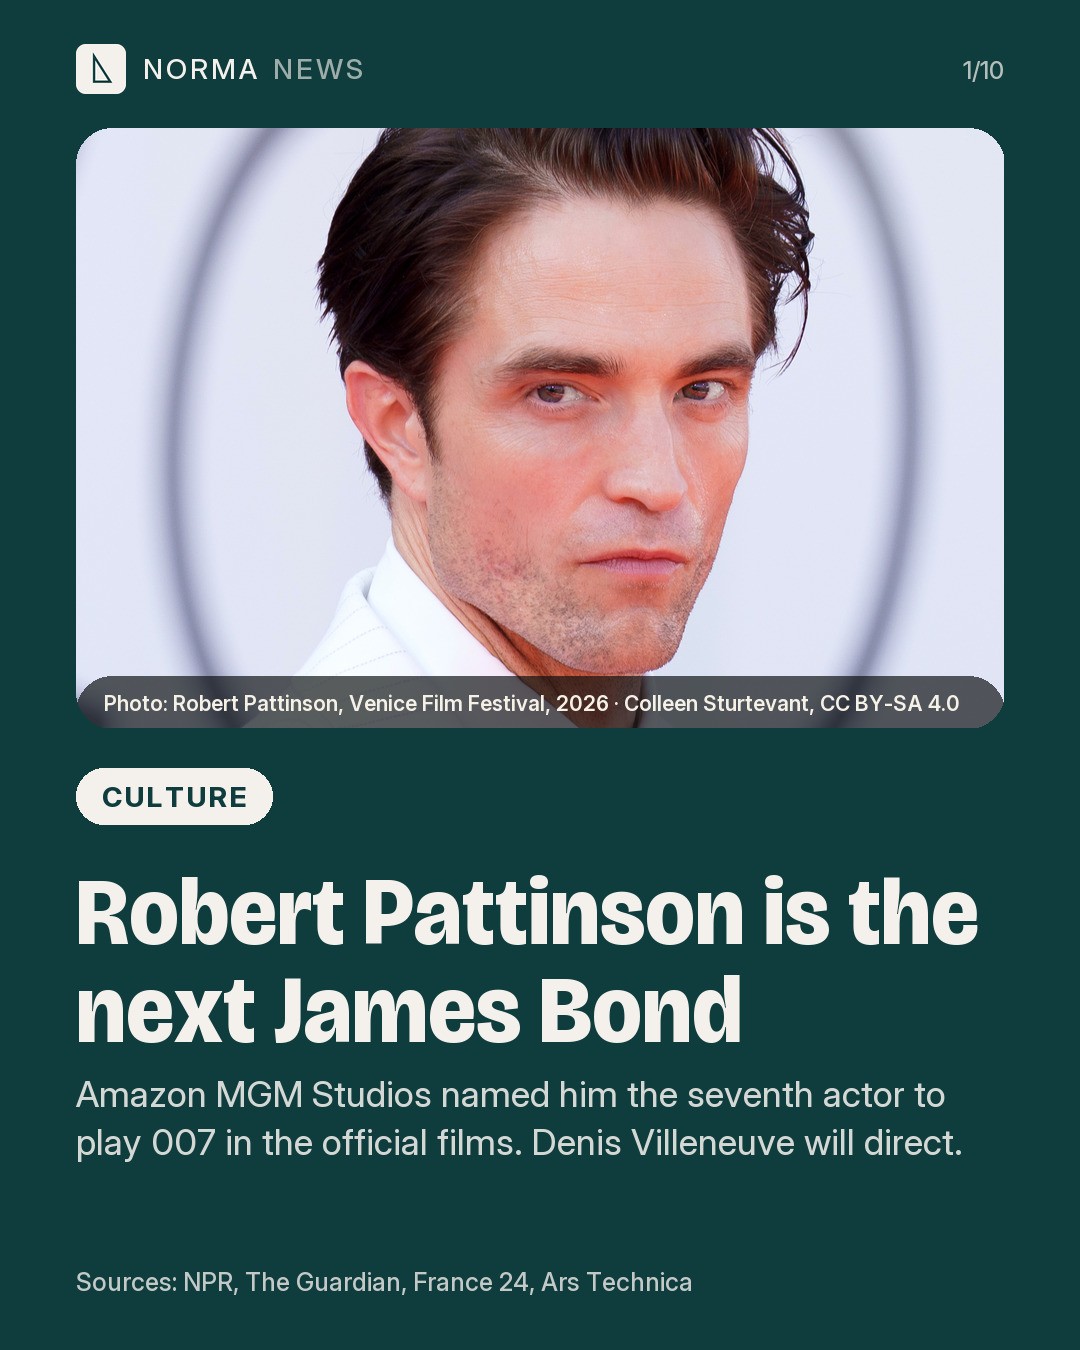 NORMA NEWS
1/10
Photo: Robert Pattinson, Venice Film Festival, 2026 · Colleen Sturtevant, CC BY-SA 4.0
CULTURE
Robert Pattinson is the
next James Bond
Amazon MGM Studios named him the seventh actor to
play 007 in the official films. Denis Villeneuve will direct.
Sources: NPR, The Guardian, France 24, Ars Technica